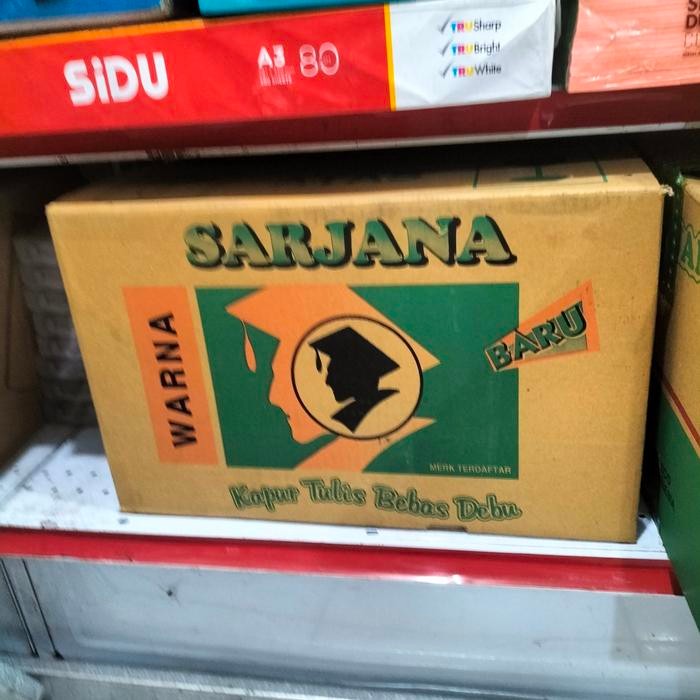 SiDU
A3
80
TRUSharp
TRUBright
TRUWhite
SARJANA
WARNA
BARU
MERK TERDAFTAR
Kapur Tulis Bebas Debu